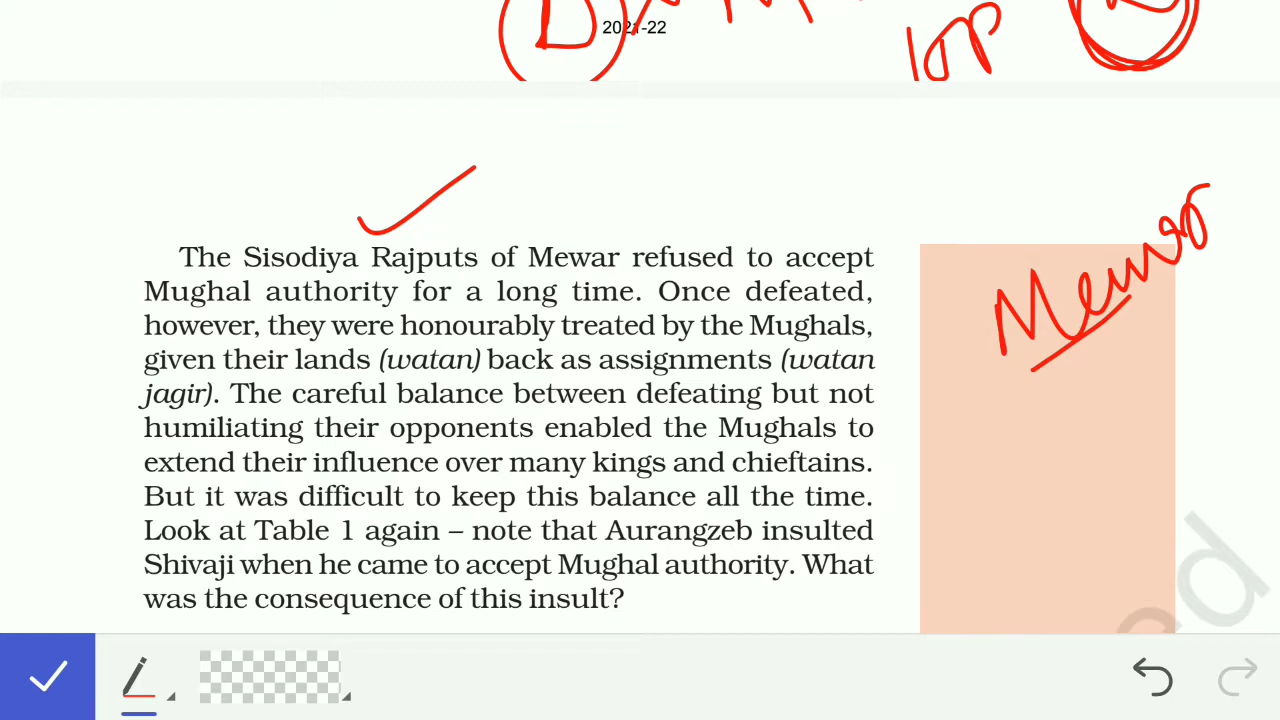 2021-22
top
Mewar
The Sisodiya Rajputs of Mewar refused to accept
Mughal authority for a long time. Once defeated,
however, they were honourably treated by the Mughals,
given their lands (watan) back as assignments (watan
jagir). The careful balance between defeating but not
humiliating their opponents enabled the Mughals to
extend their influence over many kings and chieftains.
But it was difficult to keep this balance all the time.
Look at Table 1 again – note that Aurangzeb insulted
Shivaji when he came to accept Mughal authority. What
was the consequence of this insult?